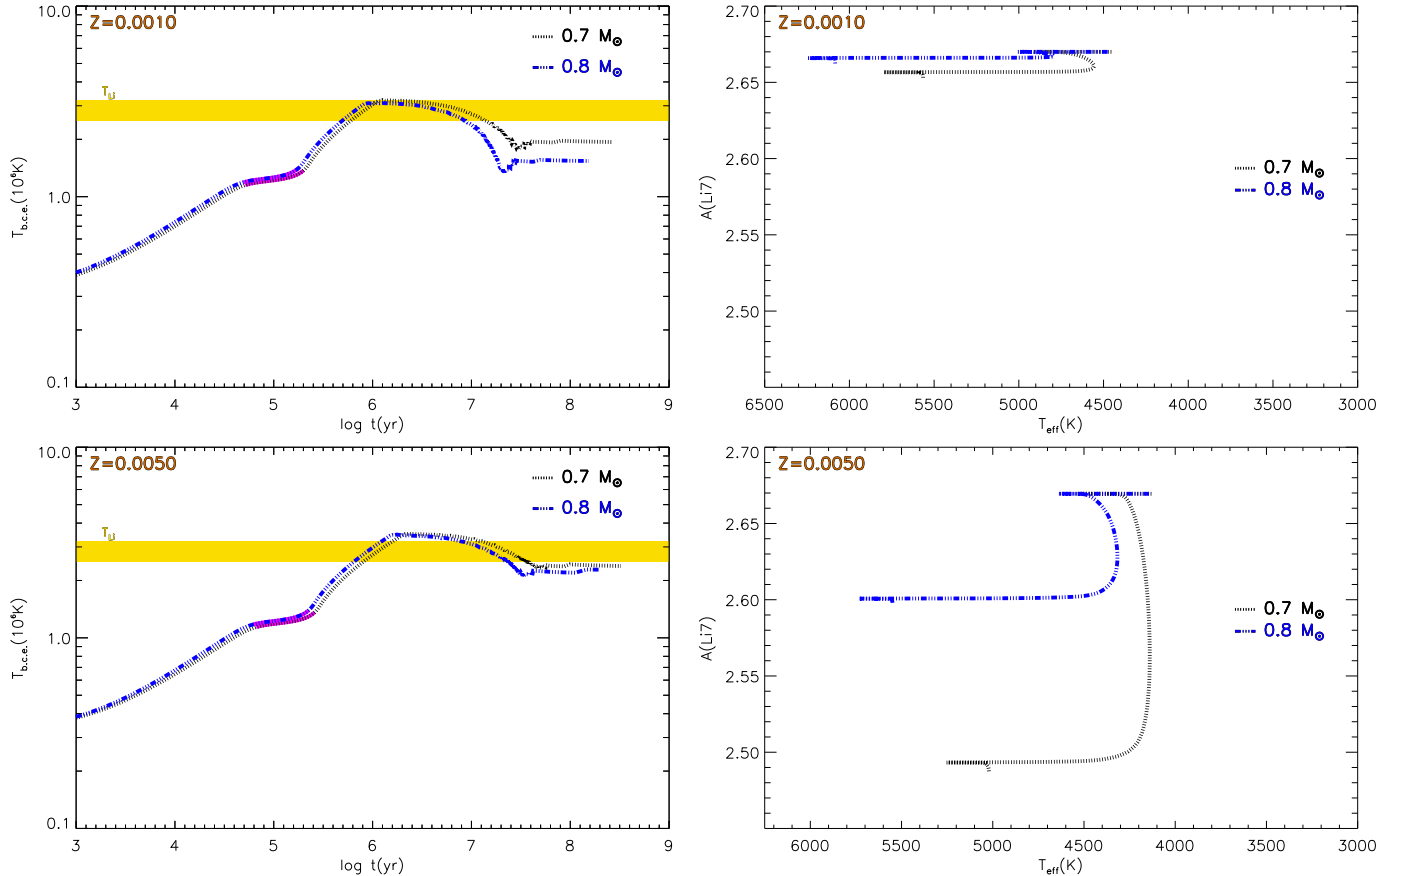 Z=0.0010
10.0
1.0
0.1
T_b.c.e.(10⁶K)
T_Li
0.7 M⊙
0.8 M⊙
3 4 5 6 7 8 9
log t(yr)
Z=0.0010
2.70
2.65
2.60
2.55
2.50
A(Li7)
0.7 M⊙
0.8 M⊙
6500 6000 5500 5000 4500 4000 3500 3000
T_eff(K)
Z=0.0050
10.0
1.0
0.1
T_b.c.e.(10⁶K)
T_Li
0.7 M⊙
0.8 M⊙
3 4 5 6 7 8 9
log t(yr)
Z=0.0050
2.70
2.65
2.60
2.55
2.50
A(Li7)
0.7 M⊙
0.8 M⊙
6000 5500 5000 4500 4000 3500 3000
T_eff(K)